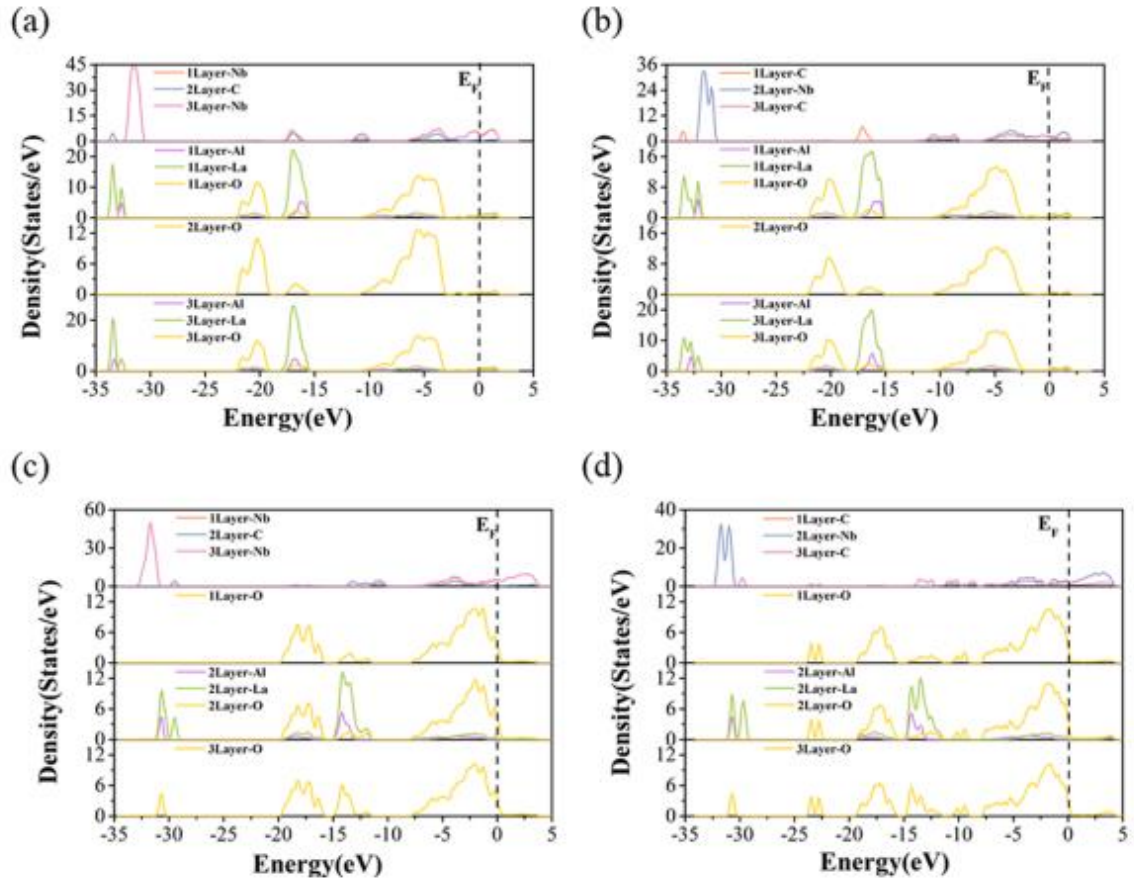 (a)
Density(States/eV)
45
30
15
0
1Layer-Nb
2Layer-C
3Layer-Nb
E_F
20
10
0
1Layer-Al
1Layer-La
1Layer-O
12
6
0
2Layer-O
20
0
3Layer-Al
3Layer-La
3Layer-O
-35 -30 -25 -20 -15 -10 -5 0 5
Energy(eV)
(b)
Density(States/eV)
36
24
12
0
1Layer-C
2Layer-Nb
3Layer-C
E_F
16
8
0
1Layer-Al
1Layer-La
1Layer-O
16
8
0
2Layer-O
20
10
0
3Layer-Al
3Layer-La
3Layer-O
-35 -30 -25 -20 -15 -10 -5 0 5
Energy(eV)
(c)
Density(States/eV)
60
30
0
1Layer-Nb
2Layer-C
3Layer-Nb
E_F
12
6
0
1Layer-O
12
6
0
2Layer-Al
2Layer-La
2Layer-O
12
6
0
3Layer-O
-35 -30 -25 -20 -15 -10 -5 0 5
Energy(eV)
(d)
Density(States/eV)
40
20
0
1Layer-C
2Layer-Nb
3Layer-C
E_F
12
6
0
1Layer-O
12
6
0
2Layer-Al
2Layer-La
2Layer-O
12
6
0
3Layer-O
-35 -30 -25 -20 -15 -10 -5 0 5
Energy(eV)